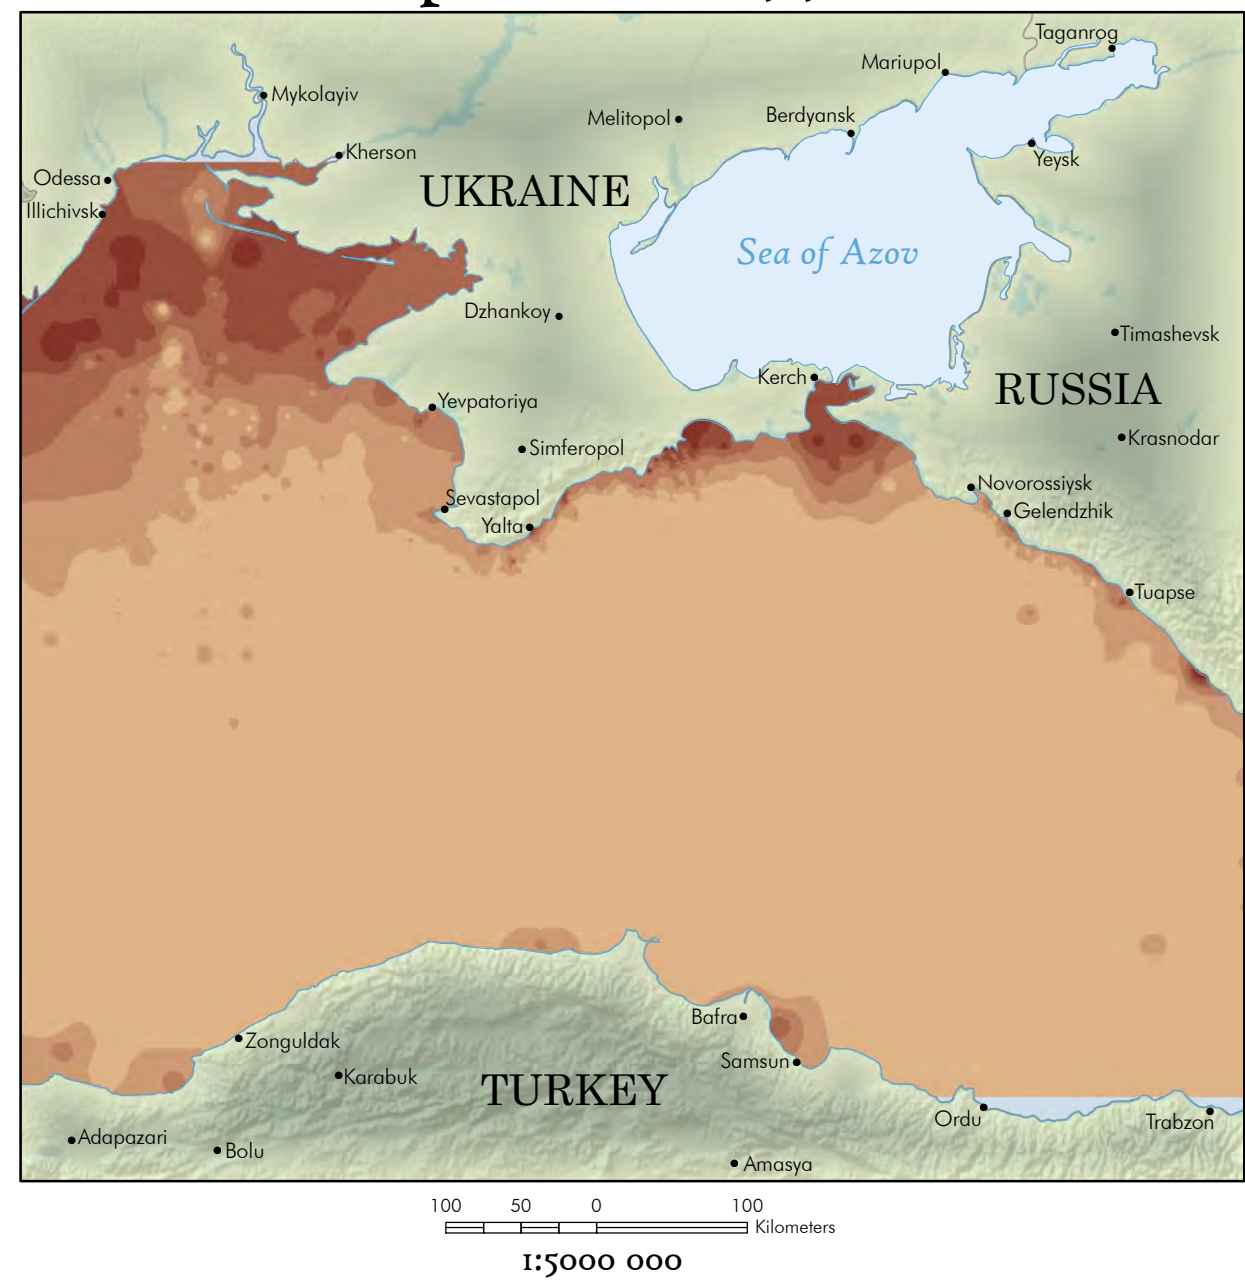 Taganrog
Mariupol
Mykolayiv
Melitopol
Berdyansk
Kherson
Yeysk
Odessa
UKRAINE
Illichivsk
Sea of Azov
Dzhankoy
Timashevsk
Kerch
RUSSIA
Yevpatoriya
Krasnodar
Simferopol
Novorossiysk
Sevastapol
Gelendzhik
Yalta
Tuapse
Bafra
Zonguldak
Samsun
Karabuk
TURKEY
Ordu
Trabzon
Adapazari
Bolu
Amasya
100 50 0 100
Kilometers
1:5000 000